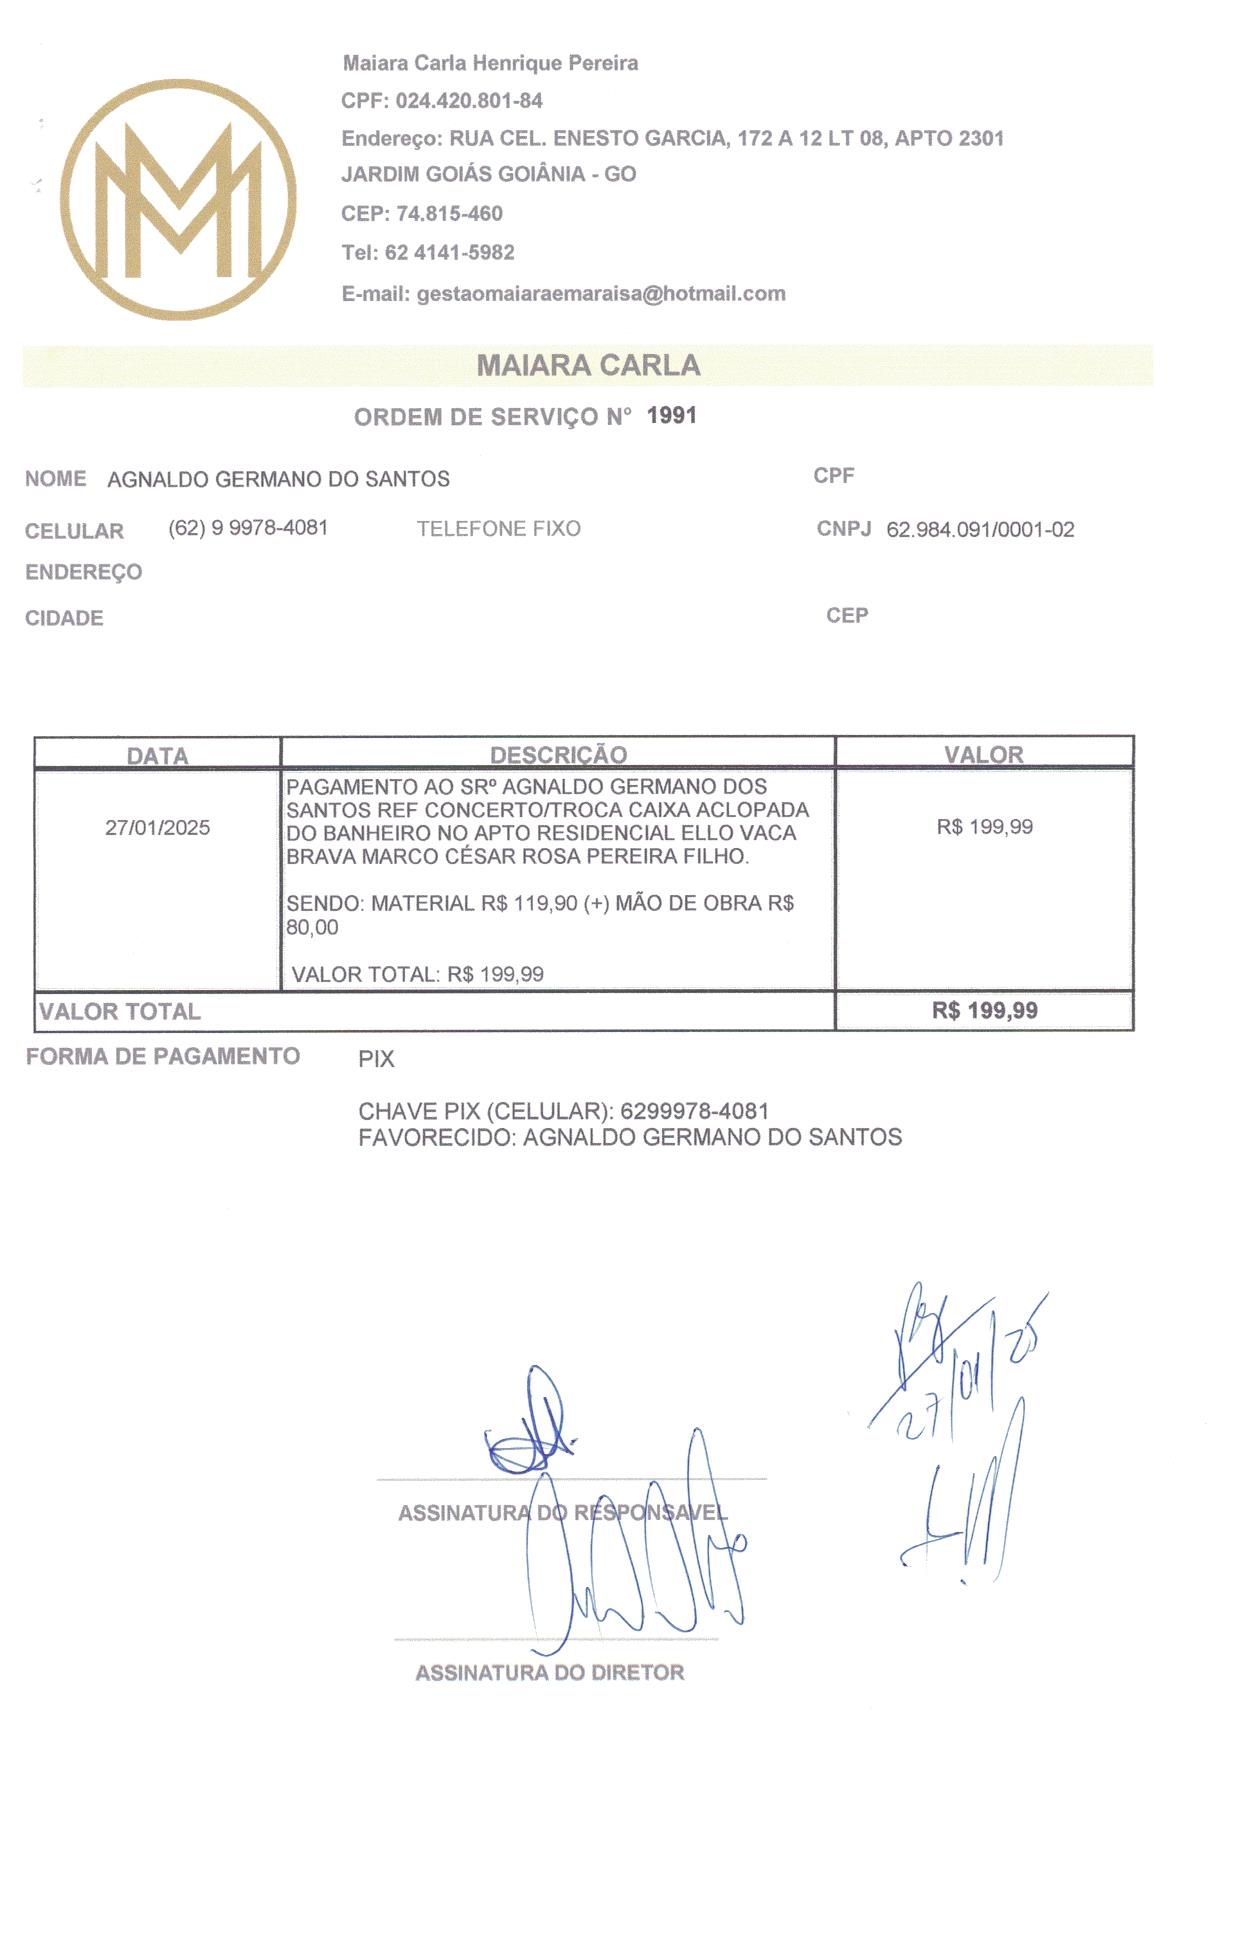 Maiara Carla Henrique Pereira
CPF: 024.420.801-84
Endereço: RUA CEL. ENESTO GARCIA, 172 A 12 LT 08, APTO 2301
JARDIM GOIÁS GOIÂNIA - GO
CEP: 74.815-460
Tel: 62 4141-5982
E-mail: gestaomaiaraemaraisa@hotmail.com
MAIARA CARLA
ORDEM DE SERVIÇO N° 1991
NOME AGNALDO GERMANO DO SANTOS CPF
CELULAR (62) 9 9978-4081 TELEFONE FIXO CNPJ 62.984.091/0001-02
ENDEREÇO
CIDADE CEP
DATA DESCRIÇÃO VALOR
PAGAMENTO AO SRº AGNALDO GERMANO DOS
SANTOS REF CONCERTO/TROCA CAIXA ACLOPADA
27/01/2025 DO BANHEIRO NO APTO RESIDENCIAL ELLO VACA R$ 199,99
BRAVA MARCO CÉSAR ROSA PEREIRA FILHO.
SENDO: MATERIAL R$ 119,90 (+) MÃO DE OBRA R$
80,00
VALOR TOTAL: R$ 199,99
VALOR TOTAL R$ 199,99
FORMA DE PAGAMENTO PIX
CHAVE PIX (CELULAR): 6299978-4081
FAVORECIDO: AGNALDO GERMANO DO SANTOS
27/01/25
ASSINATURA DO RESPONSAVEL
ASSINATURA DO DIRETOR